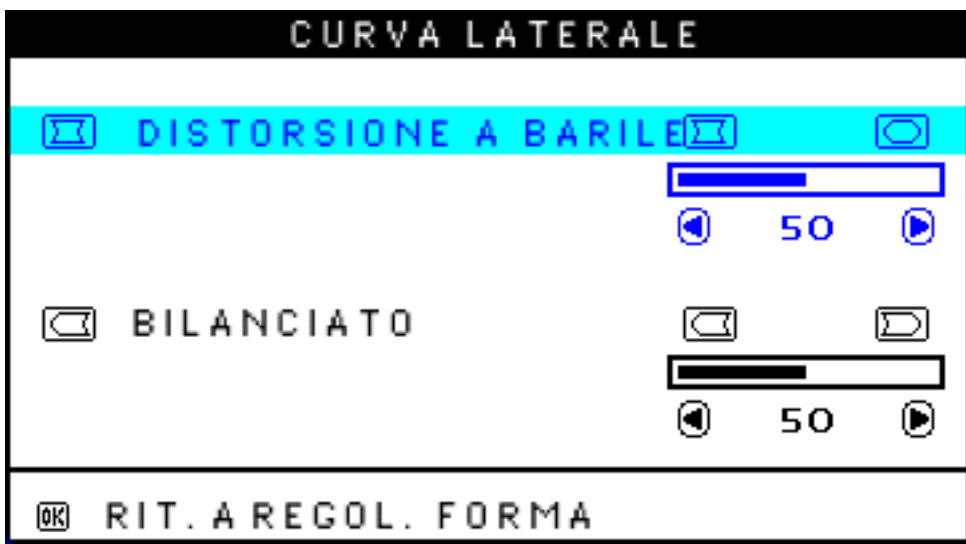 CURVA LATERALE
DISTORSIONE A BARILE
50
BILANCIATO
50
OK RIT. A REGOL. FORMA